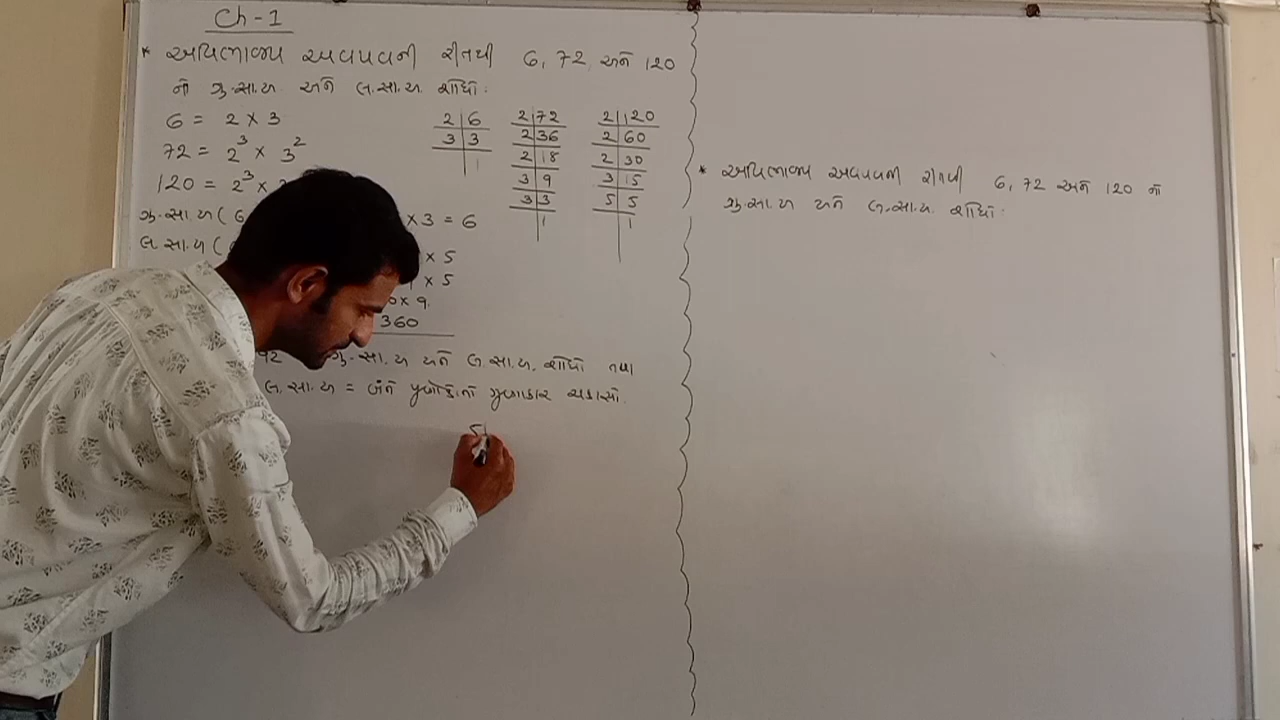 Ch-1
* અવિભાજ્ય અવયવની રીતથી 6, 72, અને 120
નો ગુ.સા.અ. અને લ.સા.અ. શોધો.
6 = 2 × 3
72 = 2³ × 3²
120 = 2³ ×
ગુ.સા.અ ( 6 × 3 = 6
લ.સા.અ ( × 5
× 5
× 9
360
2 | 6
3 | 3
1
2 | 72
2 | 36
2 | 18
3 | 9
3 | 3
1
2 | 120
2 | 60
2 | 30
3 | 15
5 | 5
1
ગુ.સા.અ અને લ.સા.અ. શોધો તથા
લ.સા.અ = બંને પૂર્ણાંકોના ગુણાકાર ચકાસો.
5
* અવિભાજ્ય અવયવની રીતથી 6, 72 અને 120 નો
ગુ.સા.અ અને લ.સા.અ. શોધો.